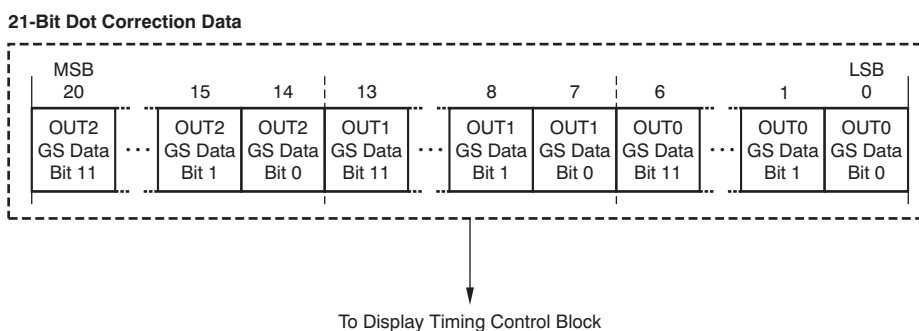 21-Bit Dot Correction Data
MSB LSB
20 15 14 13 8 7 6 1 0
OUT2 OUT2 OUT2 OUT1 OUT1 OUT1 OUT0 OUT0 OUT0
GS Data ... GS Data GS Data GS Data ... GS Data GS Data GS Data ... GS Data GS Data
Bit 11 Bit 1 Bit 0 Bit 11 Bit 1 Bit 0 Bit 11 Bit 1 Bit 0
To Display Timing Control Block